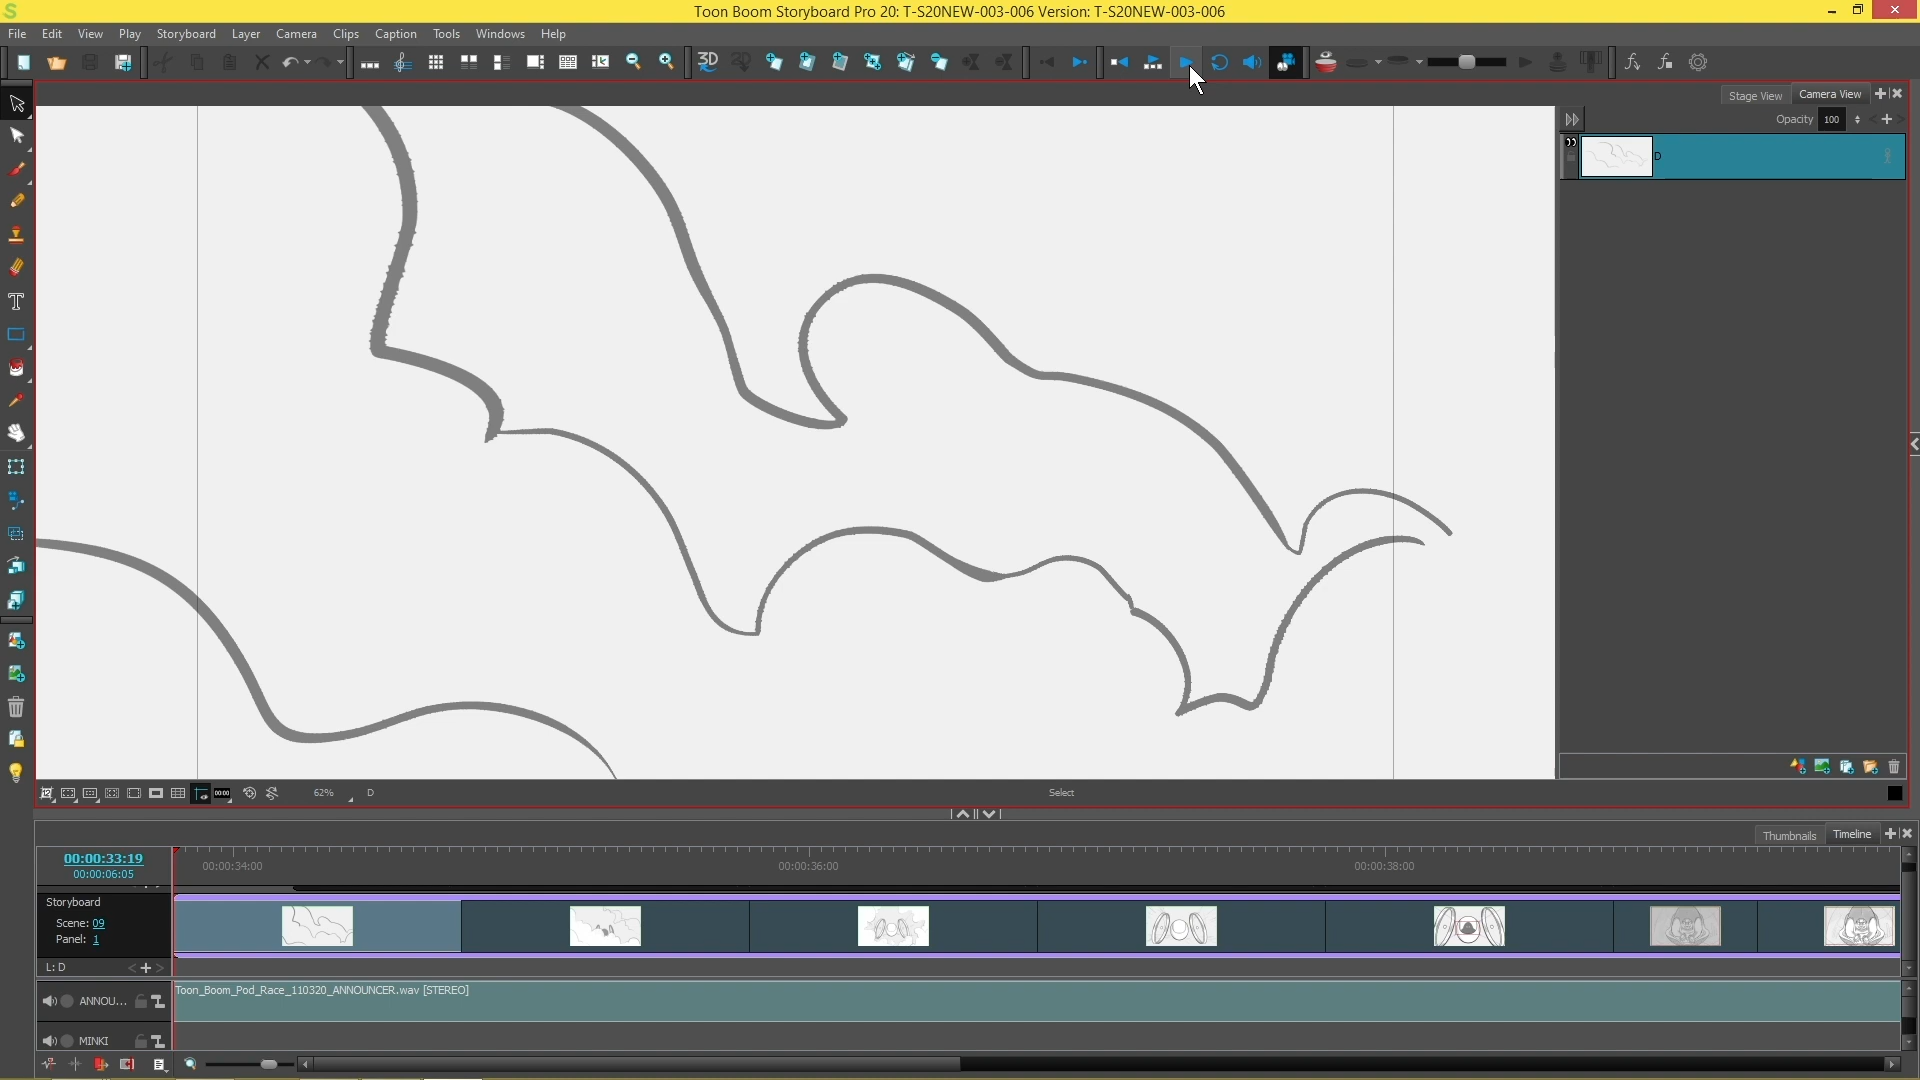 Toon Boom Storyboard Pro 20: T-S20NEW-003-006 Version: T-S20NEW-003-006
File Edit View Play Storyboard Layer Camera Clips Caption Tools Windows Help
3D
Stage View Camera View
Opacity 100
D
T
62% D Select
Thumbnails Timeline
00:00:33:19
00:00:06:05
00:00:34:00 00:00:36:00 00:00:38:00
Storyboard
Scene: 09
Panel: 1
L: D
Toon_Boom_Pod_Race_110320_ANNOUNCER.wav [STEREO]
ANNOU...
MINKI